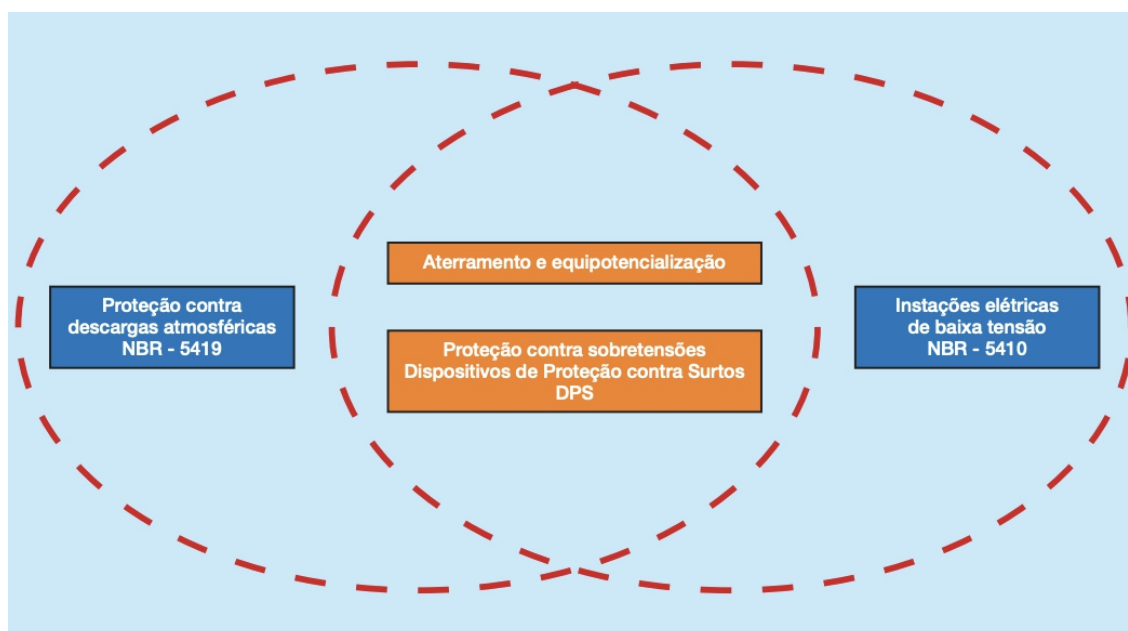 Aterramento e equipotencialização
Proteção contra
descargas atmosféricas
NBR - 5419
Proteção contra sobretensões
Dispositivos de Proteção contra Surtos
DPS
Instações elétricas
de baixa tensão
NBR - 5410